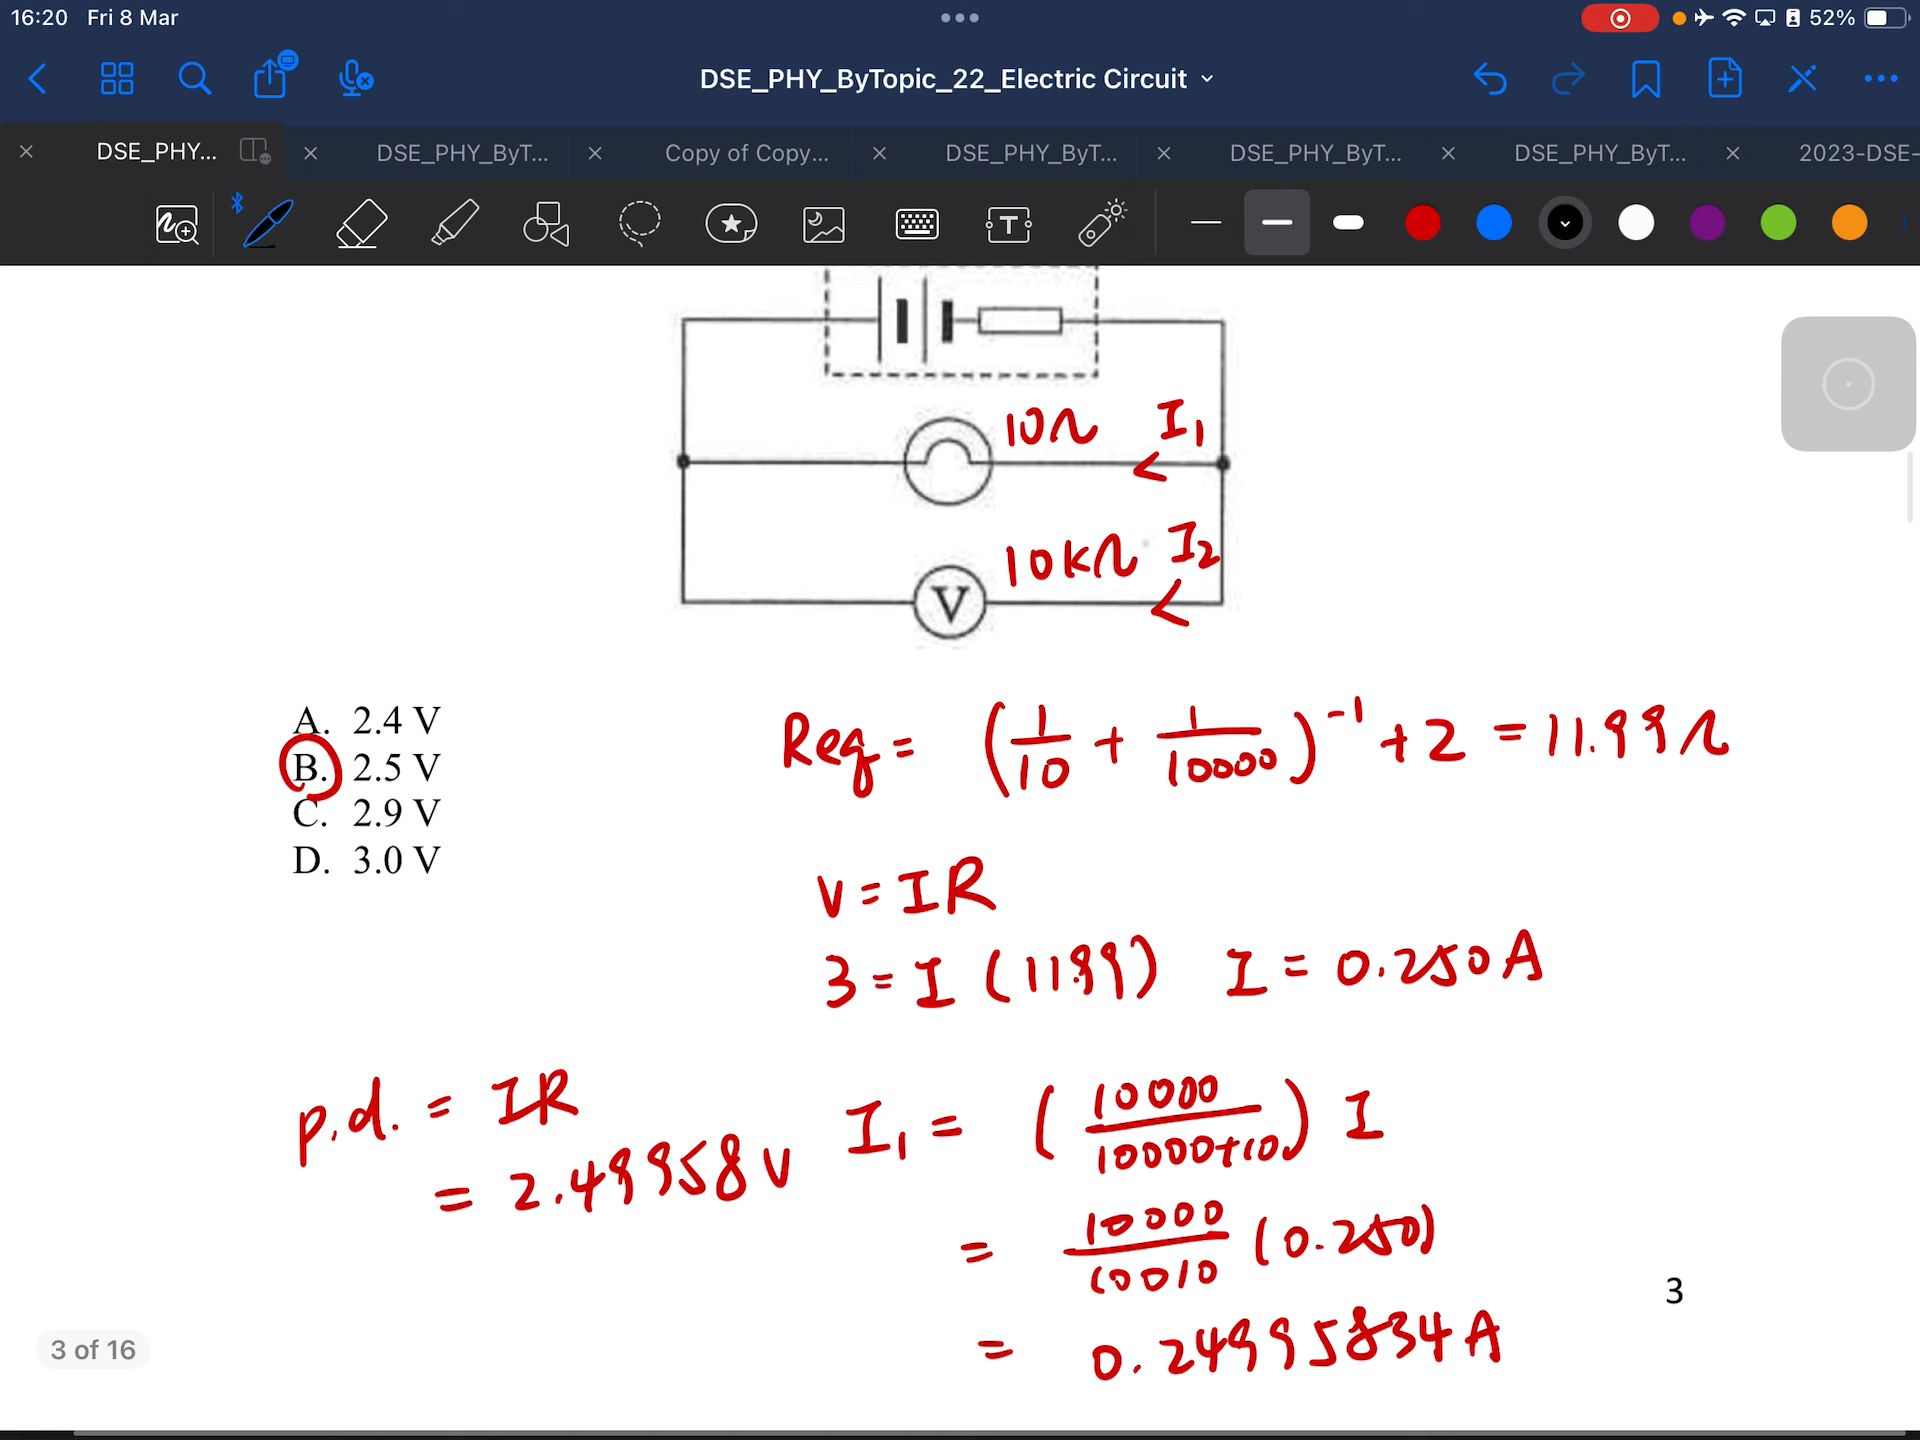 16:20 Fri 8 Mar 52%
DSE_PHY_ByTopic_22_Electric Circuit
DSE_PHY... DSE_PHY_ByT... Copy of Copy... DSE_PHY_ByT... DSE_PHY_ByT... DSE_PHY_ByT... 2023-DSE-
T
10Ω I₁
10kΩ I₂
V
A. 2.4 V
B. 2.5 V
C. 2.9 V
D. 3.0 V
Req = (1/10 + 1/10000)⁻¹ + 2 = 11.99Ω
V = IR
3 = I (11.99) I = 0.250A
p.d. = IR
= 2.49958V
I₁ = (10000/10000+10) I
= 10000/10010 (0.250)
= 0.24995834A
3
3 of 16